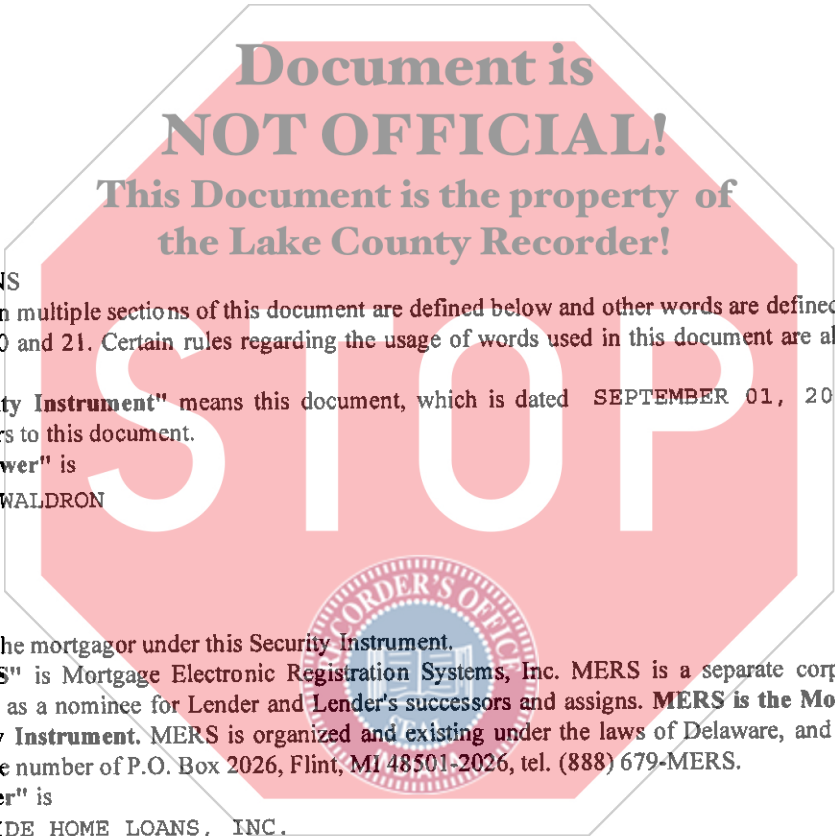 Document is
NOT OFFICIAL!
This Document is the property of
the Lake County Recorder!
NS
n multiple sections of this document are defined below and other words are defined
0 and 21. Certain rules regarding the usage of words used in this document are al
STOP
ty Instrument" means this document, which is dated SEPTEMBER 01, 20
rs to this document.
wer" is
WALDRON
RECORDER'S OFFICE
he mortgagor under this Security Instrument.
S" is Mortgage Electronic Registration Systems, Inc. MERS is a separate corp
as a nominee for Lender and Lender's successors and assigns. MERS is the Mo
y Instrument. MERS is organized and existing under the laws of Delaware, and
SEAL
e number of P.O. Box 2026, Flint, MI 48501-2026, tel. (888) 679-MERS.
er" is
IDE HOME LOANS, INC.